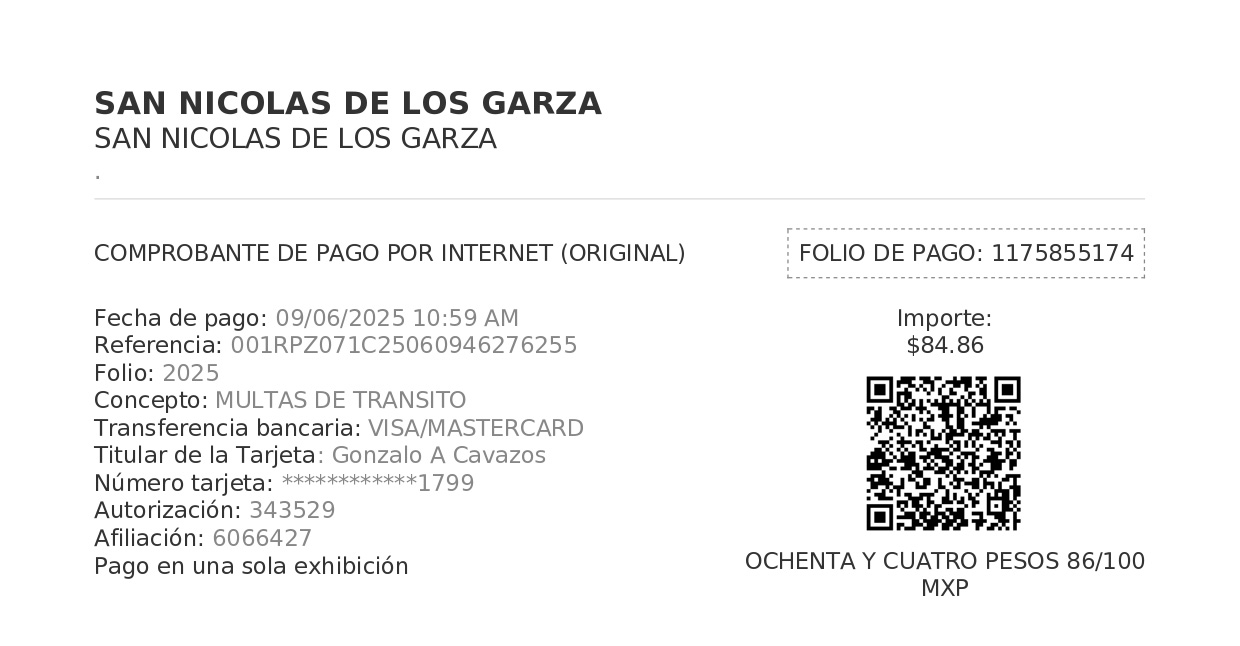 SAN NICOLAS DE LOS GARZA
SAN NICOLAS DE LOS GARZA
.
COMPROBANTE DE PAGO POR INTERNET (ORIGINAL)
FOLIO DE PAGO: 1175855174
Fecha de pago: 09/06/2025 10:59 AM
Referencia: 001RPZ071C25060946276255
Folio: 2025
Concepto: MULTAS DE TRANSITO
Transferencia bancaria: VISA/MASTERCARD
Titular de la Tarjeta: Gonzalo A Cavazos
Número tarjeta: ************1799
Autorización: 343529
Afiliación: 6066427
Pago en una sola exhibición
Importe:
$84.86
OCHENTA Y CUATRO PESOS 86/100
MXP